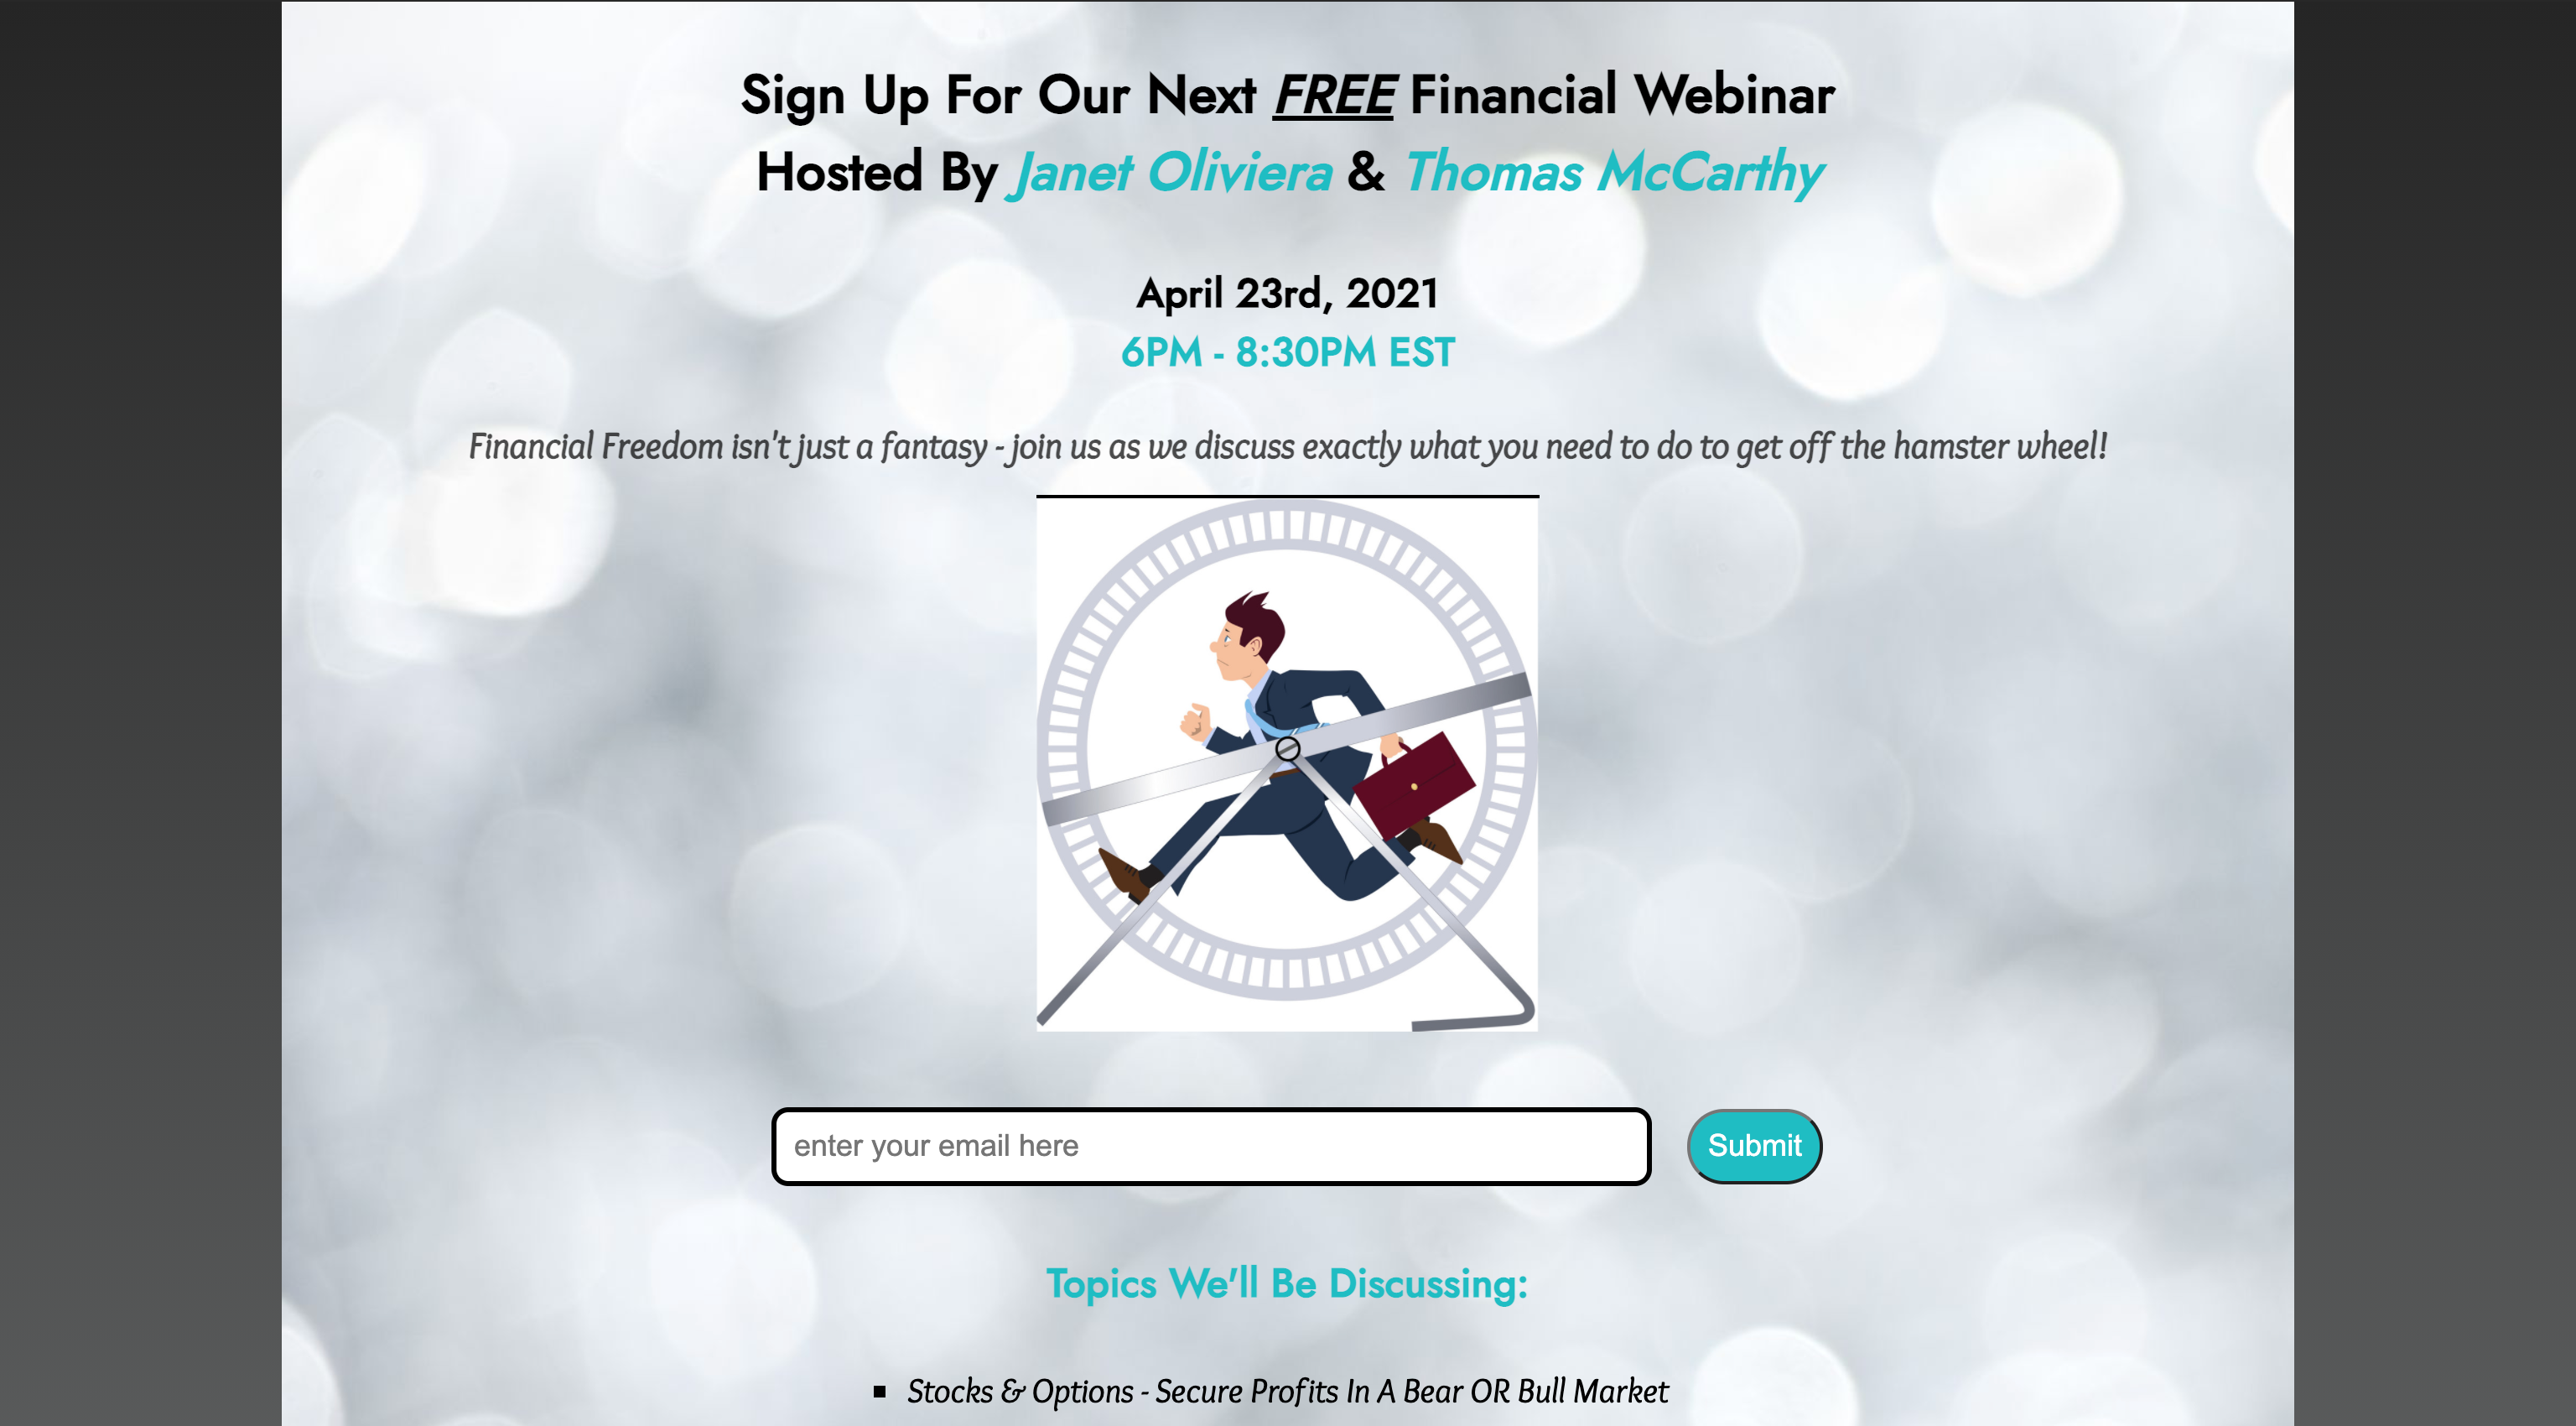 Sign Up For Our Next FREE Financial Webinar
Hosted By Janet Oliviera & Thomas McCarthy
April 23rd, 2021
6PM - 8:30PM EST
Financial Freedom isn't just a fantasy - join us as we discuss exactly what you need to do to get off the hamster wheel!
enter your email here
Submit
Topics We'll Be Discussing:
▪ Stocks & Options - Secure Profits In A Bear OR Bull Market